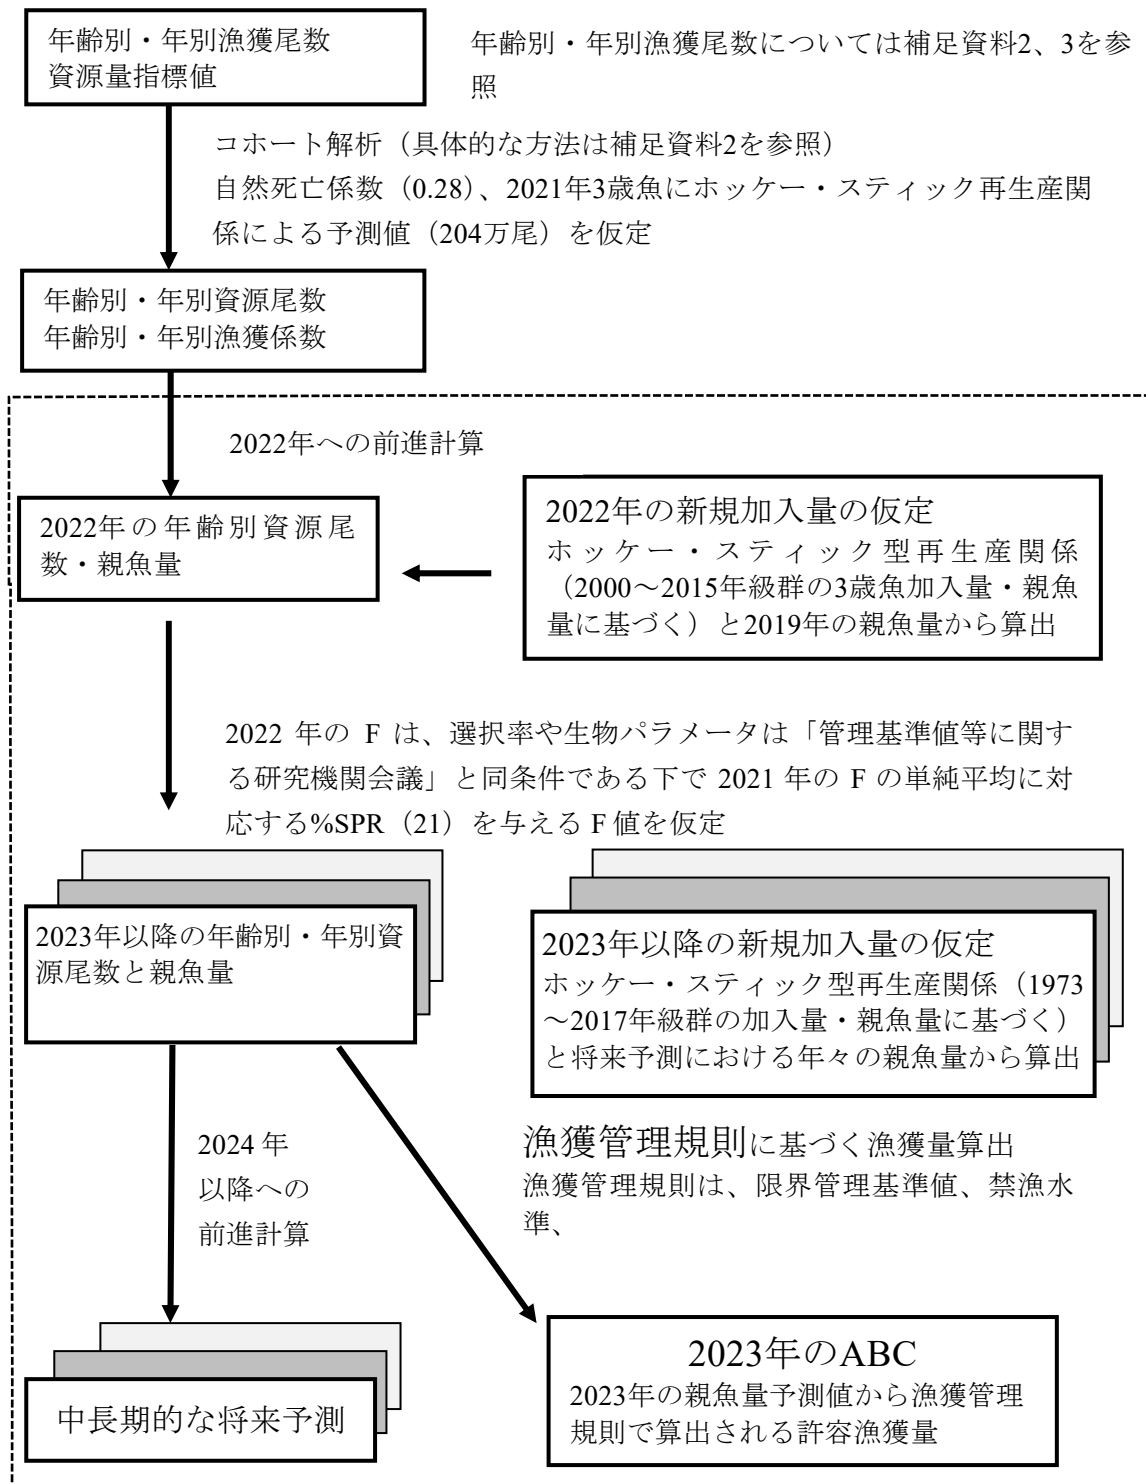 年齢別・年別漁獲尾数
資源量指標値
年齢別・年別漁獲尾数については補足資料2、3を参
照
コホート解析（具体的な方法は補足資料2を参照）
自然死亡係数（0.28）、2021年3歳魚にホッケー・スティック再生産関
係による予測値（204万尾）を仮定
年齢別・年別資源尾数
年齢別・年別漁獲係数
2022年への前進計算
2022年の年齢別資源尾
数・親魚量
2022年の新規加入量の仮定
ホッケー・スティック型再生産関係
（2000～2015年級群の3歳魚加入量・親魚
量に基づく）と2019年の親魚量から算出
2022 年の F は、選択率や生物パラメータは「管理基準値等に関す
る研究機関会議」と同条件である下で 2021 年の F の単純平均に対
応する%SPR（21）を与える F 値を仮定
2023年以降の年齢別・年別資
源尾数と親魚量
2023年以降の新規加入量の仮定
ホッケー・スティック型再生産関係（1973
～2017年級群の加入量・親魚量に基づく）
と将来予測における年々の親魚量から算出
2024 年
以降への
前進計算
漁獲管理規則に基づく漁獲量算出
漁獲管理規則は、限界管理基準値、禁漁水
準、
中長期的な将来予測
2023年のABC
2023年の親魚量予測値から漁獲管理
規則で算出される許容漁獲量